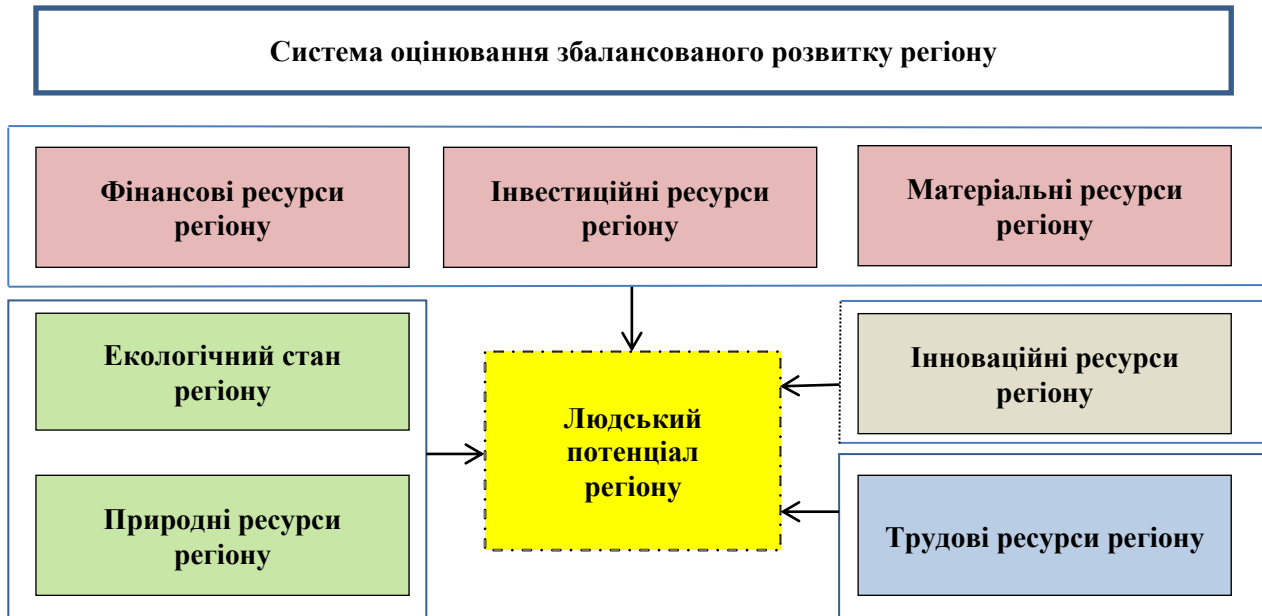 Система оцінювання збалансованого розвитку регіону
Фінансові ресурси
регіону
Інвестиційні ресурси
регіону
Матеріальні ресурси
регіону
Екологічний стан
регіону
Природні ресурси
регіону
Людський
потенціал
регіону
Інноваційні ресурси
регіону
Трудові ресурси регіону